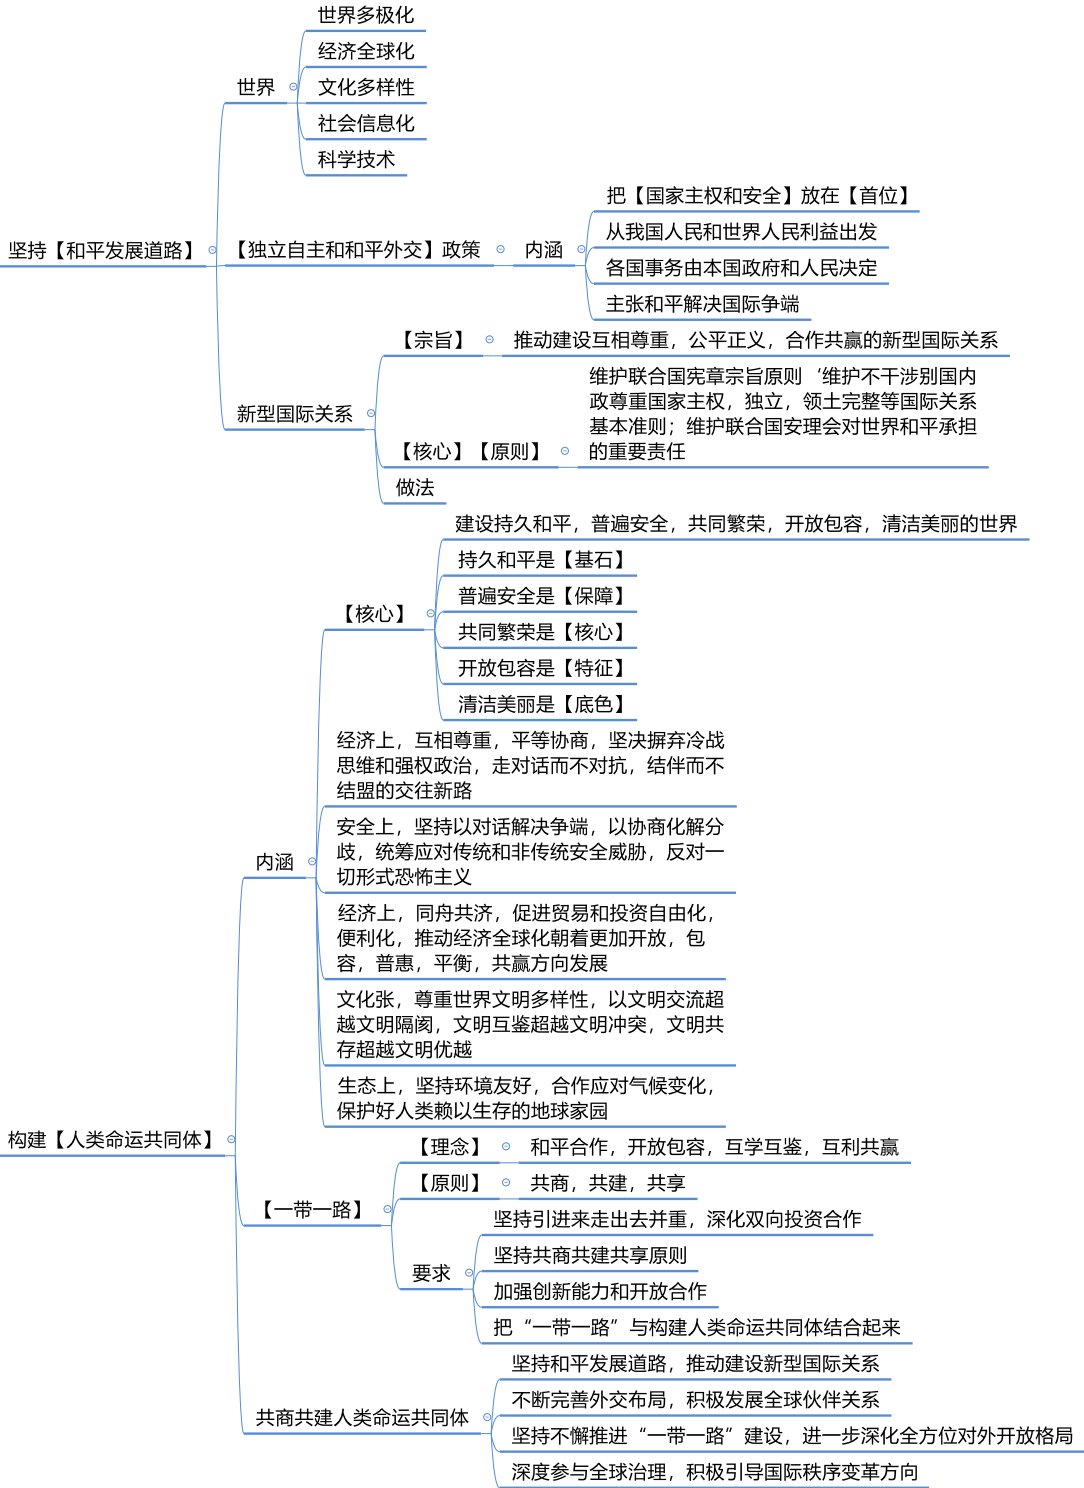 坚持【和平发展道路】
世界
世界多极化
经济全球化
文化多样性
社会信息化
科学技术
【独立自主和和平外交】政策
内涵
把【国家主权和安全】放在【首位】
从我国人民和世界人民利益出发
各国事务由本国政府和人民决定
主张和平解决国际争端
新型国际关系
【宗旨】
推动建设互相尊重，公平正义，合作共赢的新型国际关系
【核心】【原则】
维护联合国宪章宗旨原则‘维护不干涉别国内
政尊重国家主权，独立，领土完整等国际关系
基本准则；维护联合国安理会对世界和平承担
的重要责任
做法
构建【人类命运共同体】
内涵
【核心】
建设持久和平，普遍安全，共同繁荣，开放包容，清洁美丽的世界
持久和平是【基石】
普遍安全是【保障】
共同繁荣是【核心】
开放包容是【特征】
清洁美丽是【底色】
经济上，互相尊重，平等协商，坚决摒弃冷战
思维和强权政治，走对话而不对抗，结伴而不
结盟的交往新路
安全上，坚持以对话解决争端，以协商化解分
歧，统筹应对传统和非传统安全威胁，反对一
切形式恐怖主义
经济上，同舟共济，促进贸易和投资自由化，
便利化，推动经济全球化朝着更加开放，包
容，普惠，平衡，共赢方向发展
文化张，尊重世界文明多样性，以文明交流超
越文明隔阂，文明互鉴超越文明冲突，文明共
存超越文明优越
生态上，坚持环境友好，合作应对气候变化，
保护好人类赖以生存的地球家园
【一带一路】
【理念】
和平合作，开放包容，互学互鉴，互利共赢
【原则】
共商，共建，共享
要求
坚持引进来走出去并重，深化双向投资合作
坚持共商共建共享原则
加强创新能力和开放合作
把“一带一路”与构建人类命运共同体结合起来
共商共建人类命运共同体
坚持和平发展道路，推动建设新型国际关系
不断完善外交布局，积极发展全球伙伴关系
坚持不懈推进“一带一路”建设，进一步深化全方位对外开放格局
深度参与全球治理，积极引导国际秩序变革方向